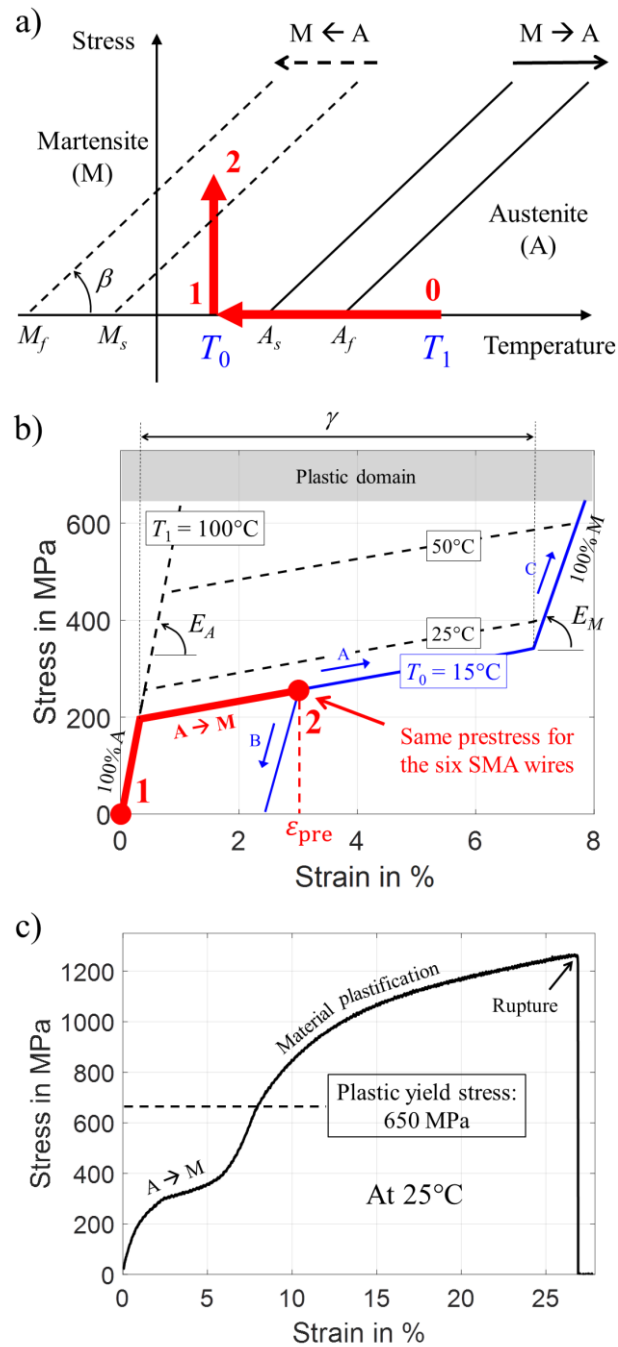 a)
Stress
M ← A
M → A
Martensite
(M)
Austenite
(A)
2
β
1
0
M_f
M_s
T_0
A_s
A_f
T_1
Temperature
b)
γ
Plastic domain
T_1 = 100°C
50°C
25°C
T_0 = 15°C
E_A
E_M
100% A
100% M
A
B
C
A → M
1
2
Same prestress for
the six SMA wires
ε_pre
Stress in MPa
600
400
200
0
0
2
4
6
8
Strain in %
c)
Stress in MPa
1200
1000
800
600
400
200
0
Material plastification
Rupture
Plastic yield stress:
650 MPa
A → M
At 25°C
0
5
10
15
20
25
Strain in %